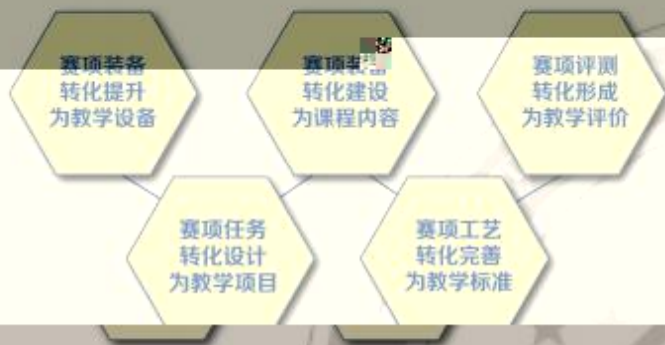 赛项装备
转化提升
为教学设备
赛项
转化建设
为课程内容
赛项评测
转化形成
为教学评价
赛项任务
转化设计
为教学项目
赛项工艺
转化完善
为教学标准